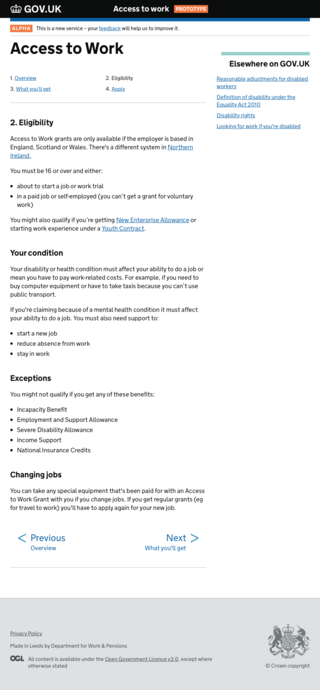 GOV.UK
Access to work PROTOTYPE
ALPHA This is a new service – your feedback will help us to improve it.
Access to Work
1. Overview
2. Eligibility
3. What you'll get
4. Apply
2. Eligibility
Access to Work grants are only available if the employer is based in
England, Scotland or Wales. There's a different system in Northern
Ireland.
You must be 16 or over and either:
• about to start a job or work trial
• in a paid job or self-employed (you can't get a grant for voluntary
work)
You might also qualify if you're getting New Enterprise Allowance or
starting work experience under a Youth Contract.
Your condition
Your disability or health condition must affect your ability to do a job or
mean you have to pay work-related costs. For example, if you need to
buy computer equipment or have to take taxis because you can't use
public transport.
If you're claiming because of a mental health condition it must affect
your ability to do a job. You must also need support to:
• start a new job
• reduce absence from work
• stay in work
Exceptions
You might not qualify if you get any of these benefits:
• Incapacity Benefit
• Employment and Support Allowance
• Severe Disability Allowance
• Income Support
• National Insurance Credits
Changing jobs
You can take any special equipment that's been paid for with an Access
to Work Grant with you if you change jobs. If you get regular grants (eg
for travel to work) you'll have to apply again for your new job.
< Previous
Overview
Next >
What you'll get
Elsewhere on GOV.UK
Reasonable adjustments for disabled
workers
Definition of disability under the
Equality Act 2010
Disability rights
Looking for work if you're disabled
Privacy Policy
Made in Leeds by Department for Work & Pensions
OGL All content is available under the Open Government Licence v3.0, except where
otherwise stated
© Crown copyright